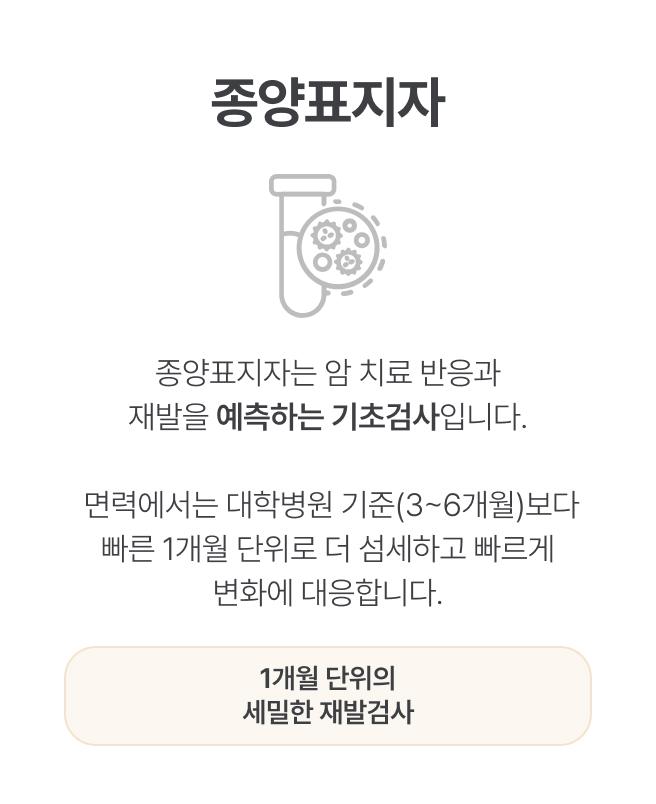 종양표지자
종양표지자는 암 치료 반응과
재발을 예측하는 기초검사입니다.
면력에서는 대학병원 기준(3~6개월)보다
빠른 1개월 단위로 더 섬세하고 빠르게
변화에 대응합니다.
1개월 단위의
세밀한 재발검사